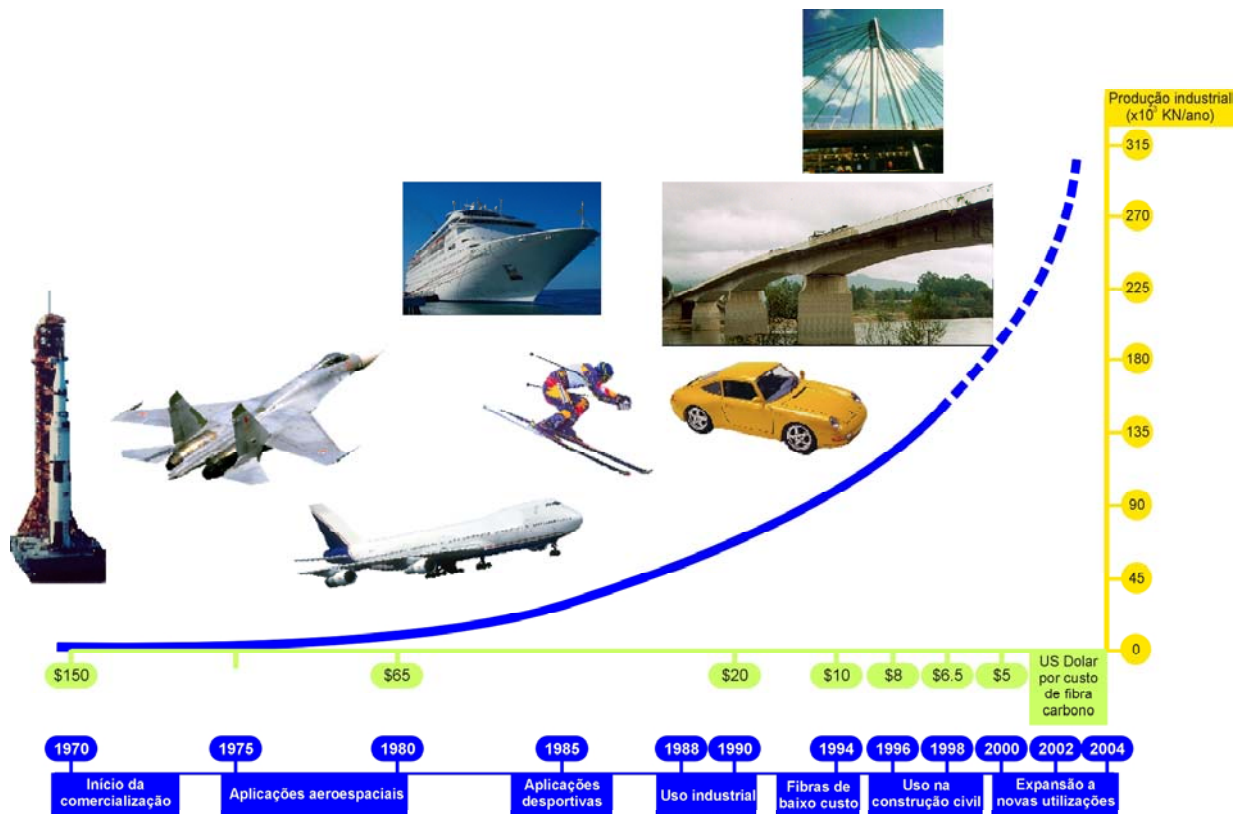 Produção industrial
(x10³ KN/ano)
315
270
225
180
135
90
45
0
$150
$65
$20
$10
$8
$6.5
$5
US Dolar
por custo
de fibra
carbono
1970
1975
1980
1985
1988
1990
1994
1996
1998
2000
2002
2004
Início da
comercialização
Aplicações aeroespaciais
Aplicações
desportivas
Uso industrial
Fibras de
baixo custo
Uso na
construção civil
Expansão a
novas utilizações